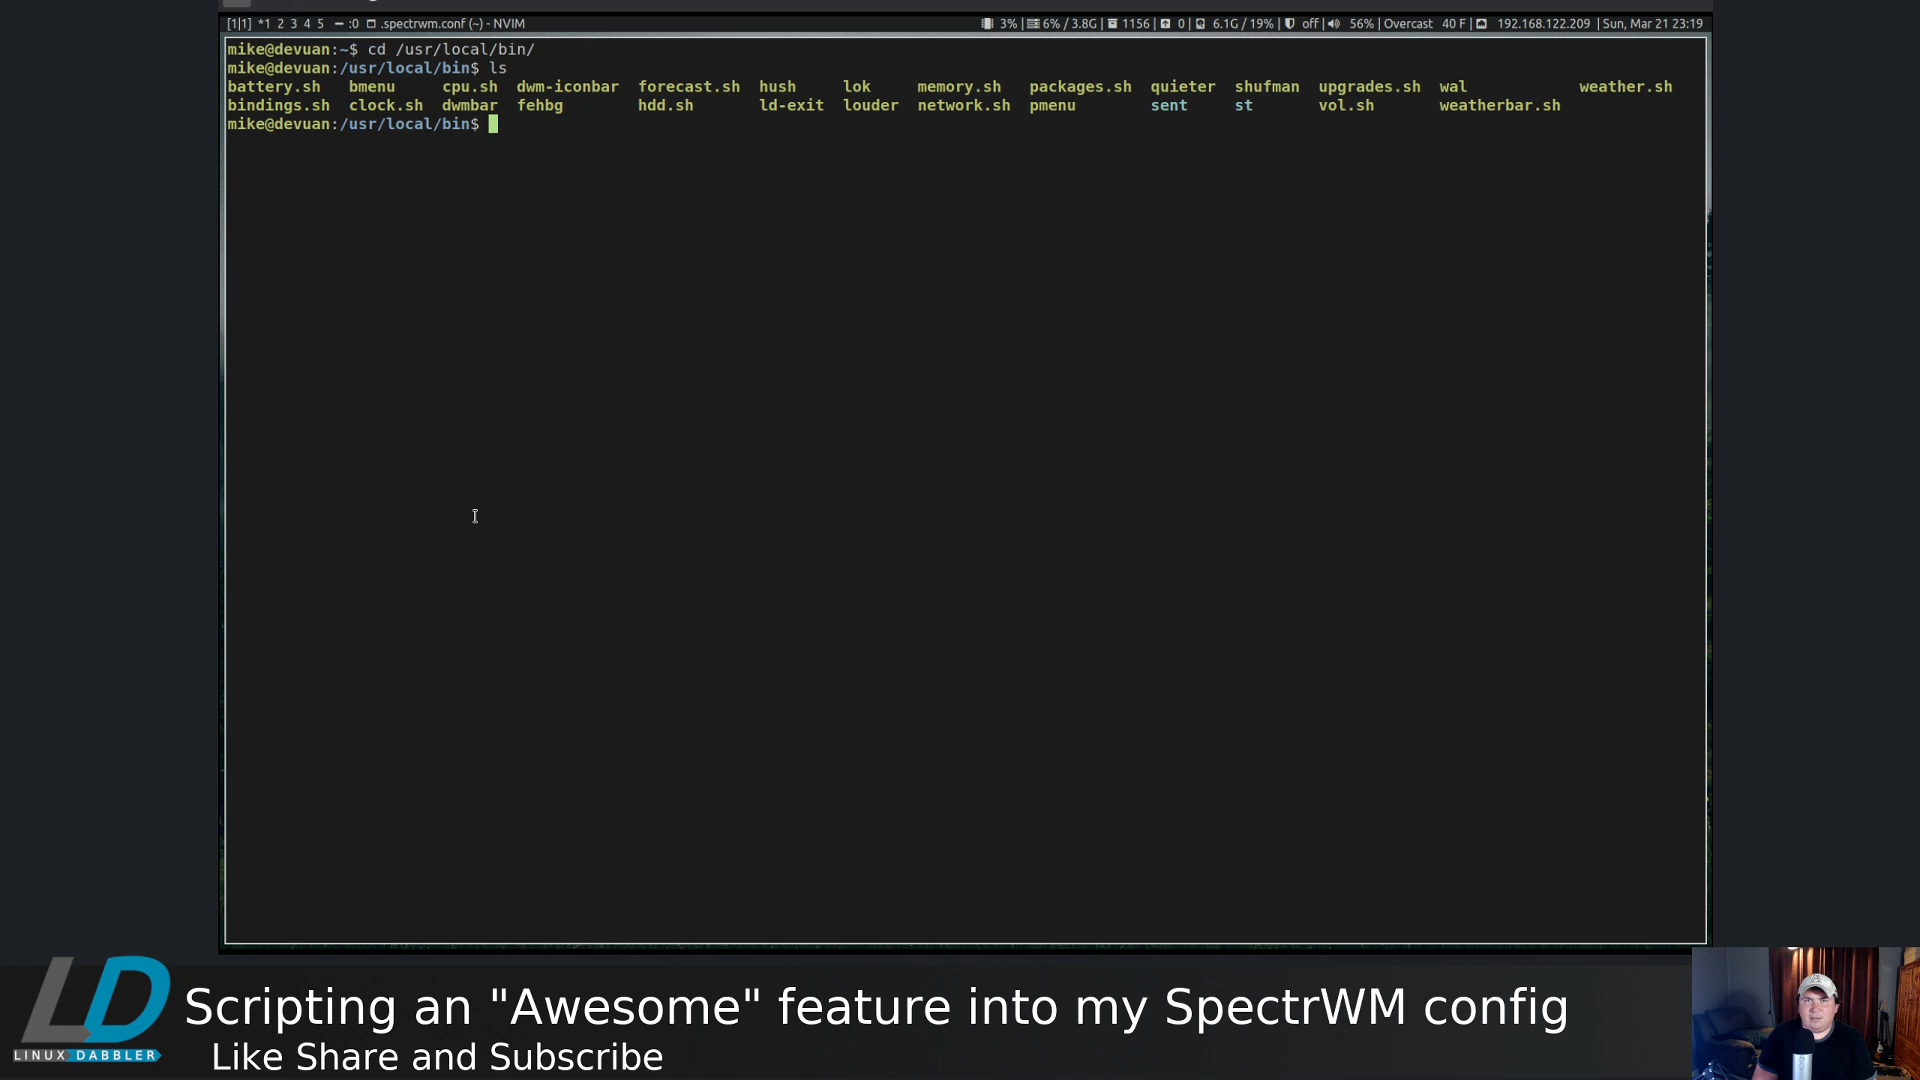 [1|1] *1 2 3 4 5 — :0 .spectrwm.conf (~) - NVIM 3% | 6% / 3.8G | 1156 | 0 | 6.1G / 19% | off | 56% | Overcast 40 F | 192.168.122.209 | Sun, Mar 21 23:19
mike@devuan:~$ cd /usr/local/bin/
mike@devuan:/usr/local/bin$ ls
battery.sh bmenu cpu.sh dwm-iconbar forecast.sh hush lok memory.sh packages.sh quieter shufman upgrades.sh wal weather.sh
bindings.sh clock.sh dwmbar fehbg hdd.sh ld-exit louder network.sh pmenu sent st vol.sh weatherbar.sh
mike@devuan:/usr/local/bin$
LD
LINUX DABBLER
Scripting an "Awesome" feature into my SpectrWM config
Like Share and Subscribe